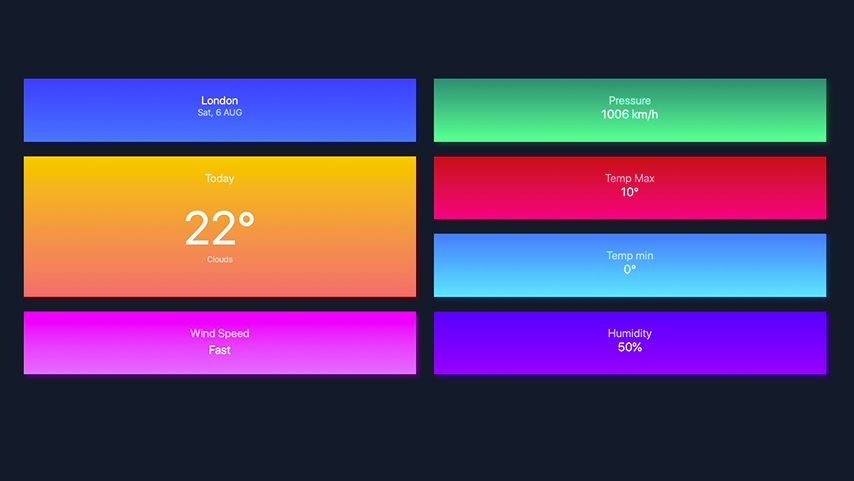 London
Sat, 6 AUG
Today
22°
Clouds
Wind Speed
Fast
Pressure
1006 km/h
Temp Max
10°
Temp min
0°
Humidity
50%